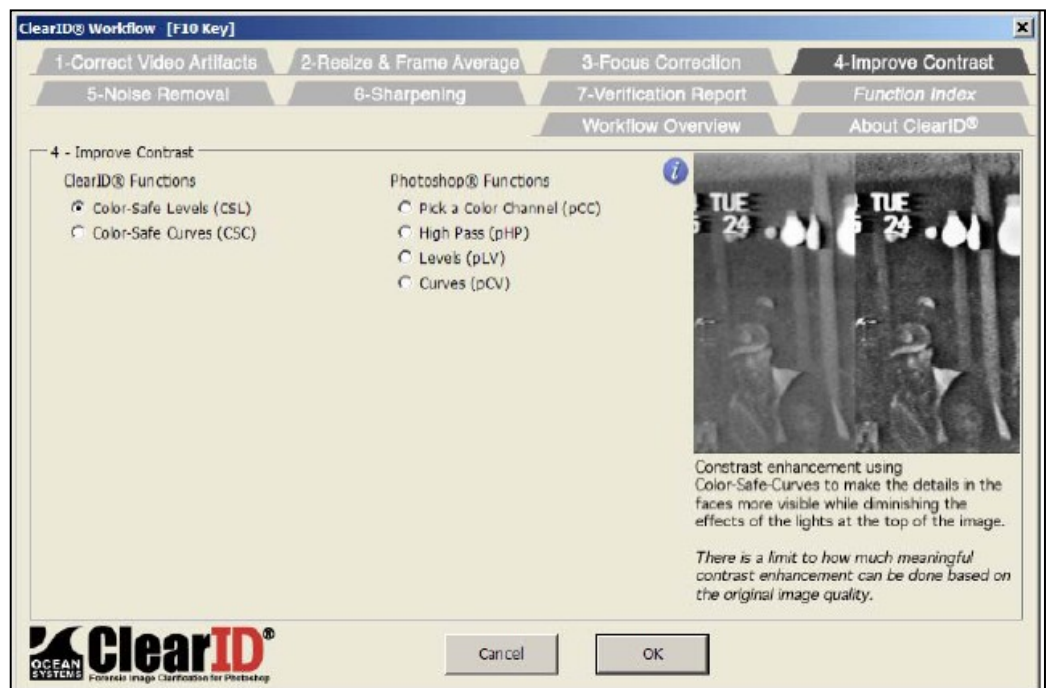 ClearID® Workflow [F10 Key]
1-Correct Video Artifacts
2-Resize & Frame Average
3-Focus Correction
4-Improve Contrast
5-Noise Removal
6-Sharpening
7-Verification Report
Function Index
Workflow Overview
About ClearID®
4 - Improve Contrast
ClearID® Functions
Color-Safe Levels (CSL)
Color-Safe Curves (CSC)
Photoshop® Functions
Pick a Color Channel (pCC)
High Pass (pHP)
Levels (pLV)
Curves (pCV)
i
TUE
24
TUE
24
Constrast enhancement using
Color-Safe-Curves to make the details in the
faces more visible while diminishing the
effects of the lights at the top of the image.
There is a limit to how much meaningful
contrast enhancement can be done based on
the original image quality.
OCEAN
SYSTEMS
ClearID®
Forensic Image Clarification for Photoshop
Cancel
OK